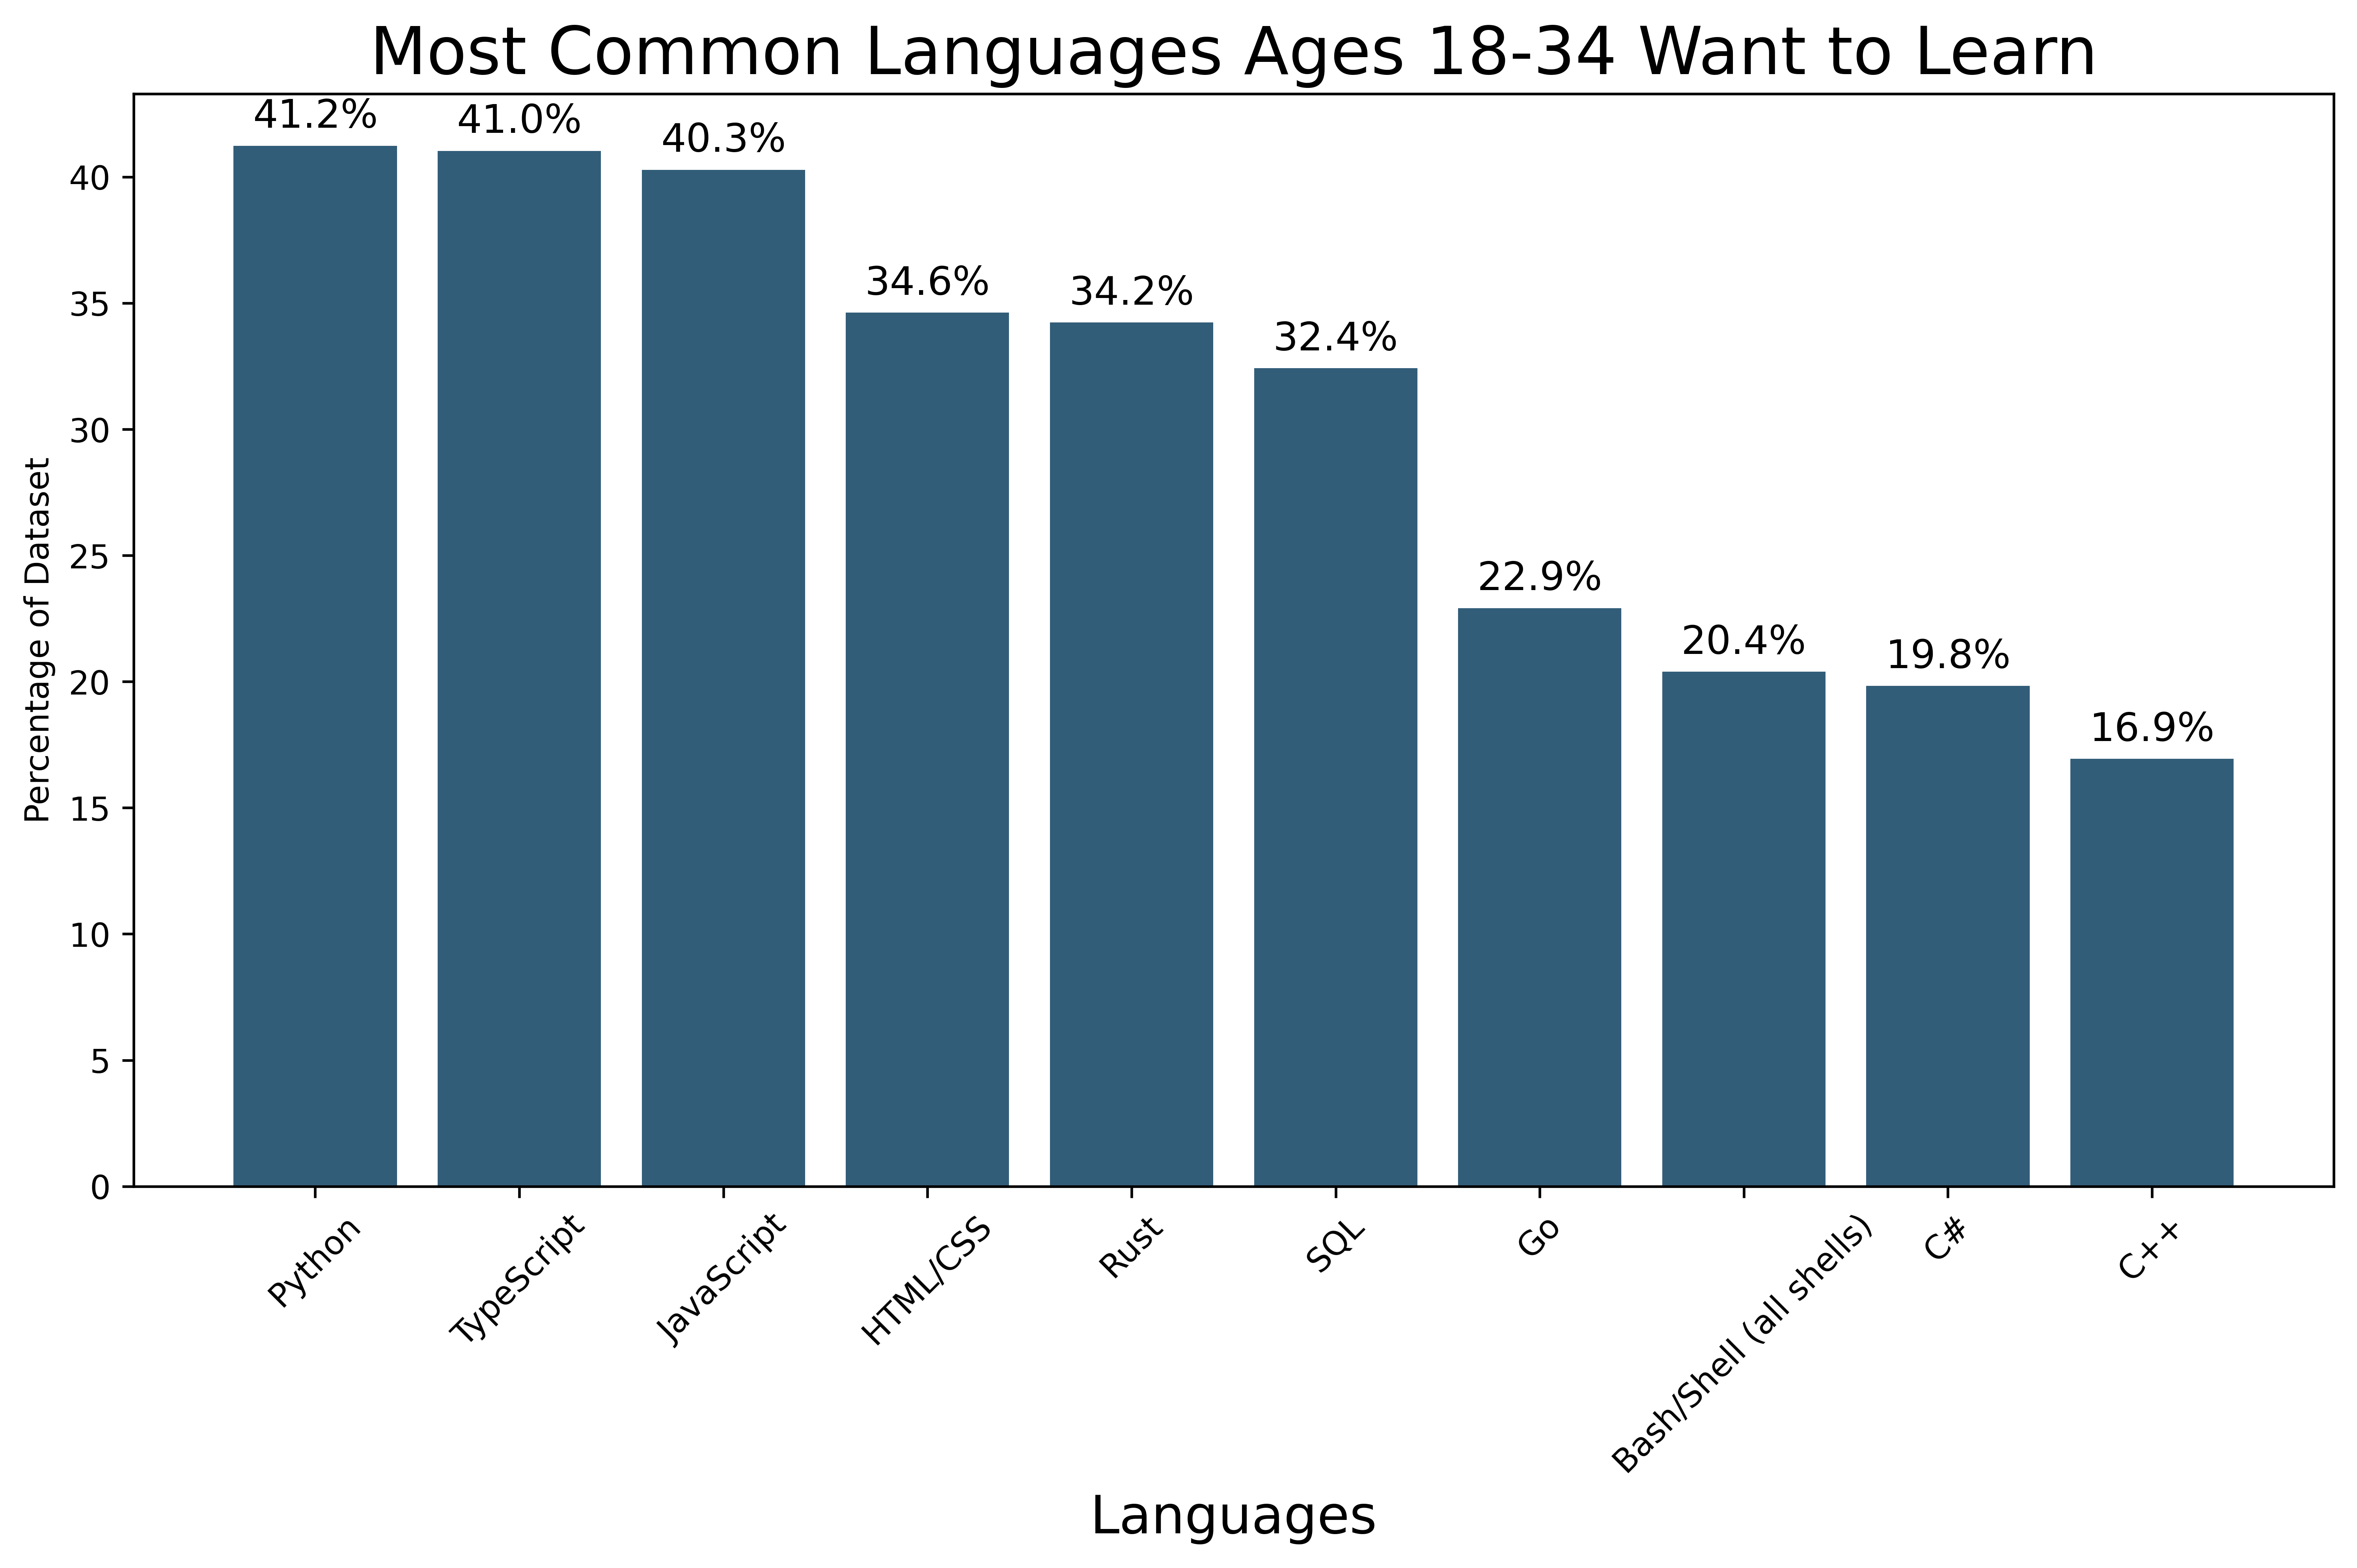 Most Common Languages Ages 18-34 Want to Learn
41.2%
41.0%
40.3%
34.6%
34.2%
32.4%
22.9%
20.4%
19.8%
16.9%
Percentage of Dataset
40
35
30
25
20
15
10
5
0
Python
TypeScript
JavaScript
HTML/CSS
Rust
SQL
Go
Bash/Shell (all shells)
C#
C++
Languages